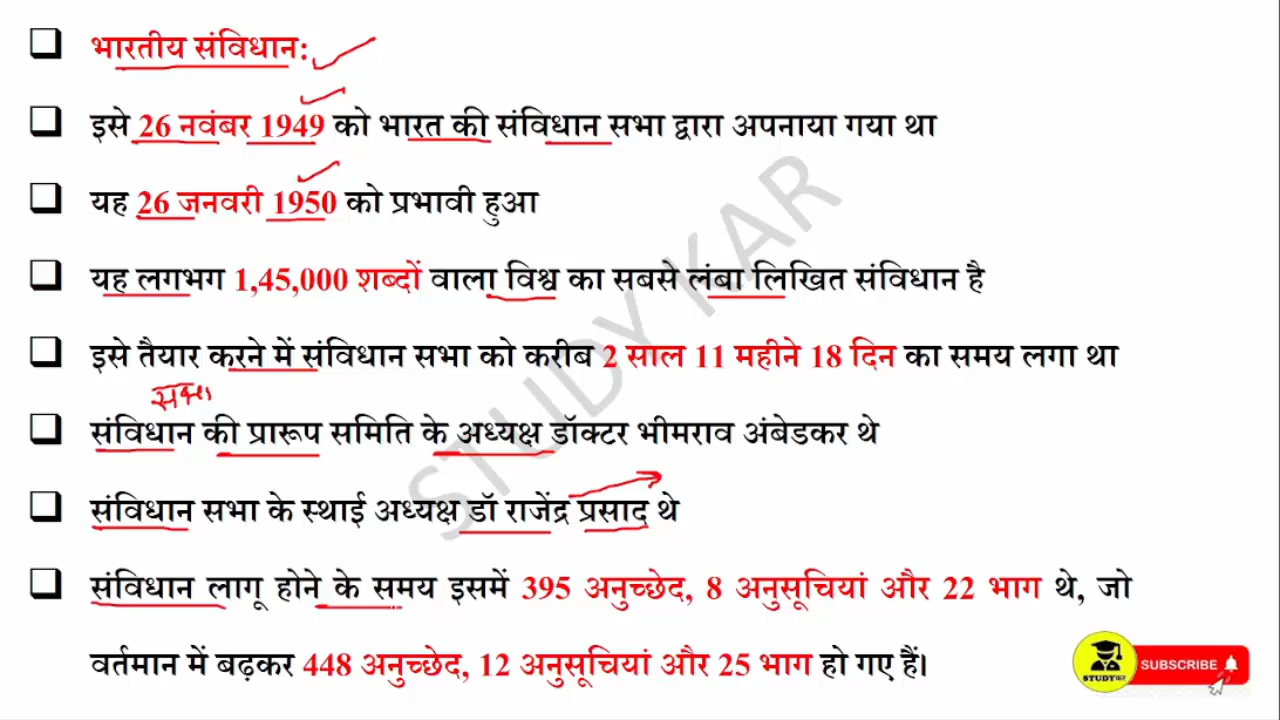 भारतीय संविधान:
इसे 26 नवंबर 1949 को भारत की संविधान सभा द्वारा अपनाया गया था
यह 26 जनवरी 1950 को प्रभावी हुआ
यह लगभग 1,45,000 शब्दों वाला विश्व का सबसे लंबा लिखित संविधान है
इसे तैयार करने में संविधान सभा को करीब 2 साल 11 महीने 18 दिन का समय लगा था
सभा
संविधान की प्रारूप समिति के अध्यक्ष डॉक्टर भीमराव अंबेडकर थे
संविधान सभा के स्थाई अध्यक्ष डॉ राजेंद्र प्रसाद थे
संविधान लागू होने के समय इसमें 395 अनुच्छेद, 8 अनुसूचियां और 22 भाग थे, जो
वर्तमान में बढ़कर 448 अनुच्छेद, 12 अनुसूचियां और 25 भाग हो गए हैं।
STUDY KAR
STUDYकर
SUBSCRIBE